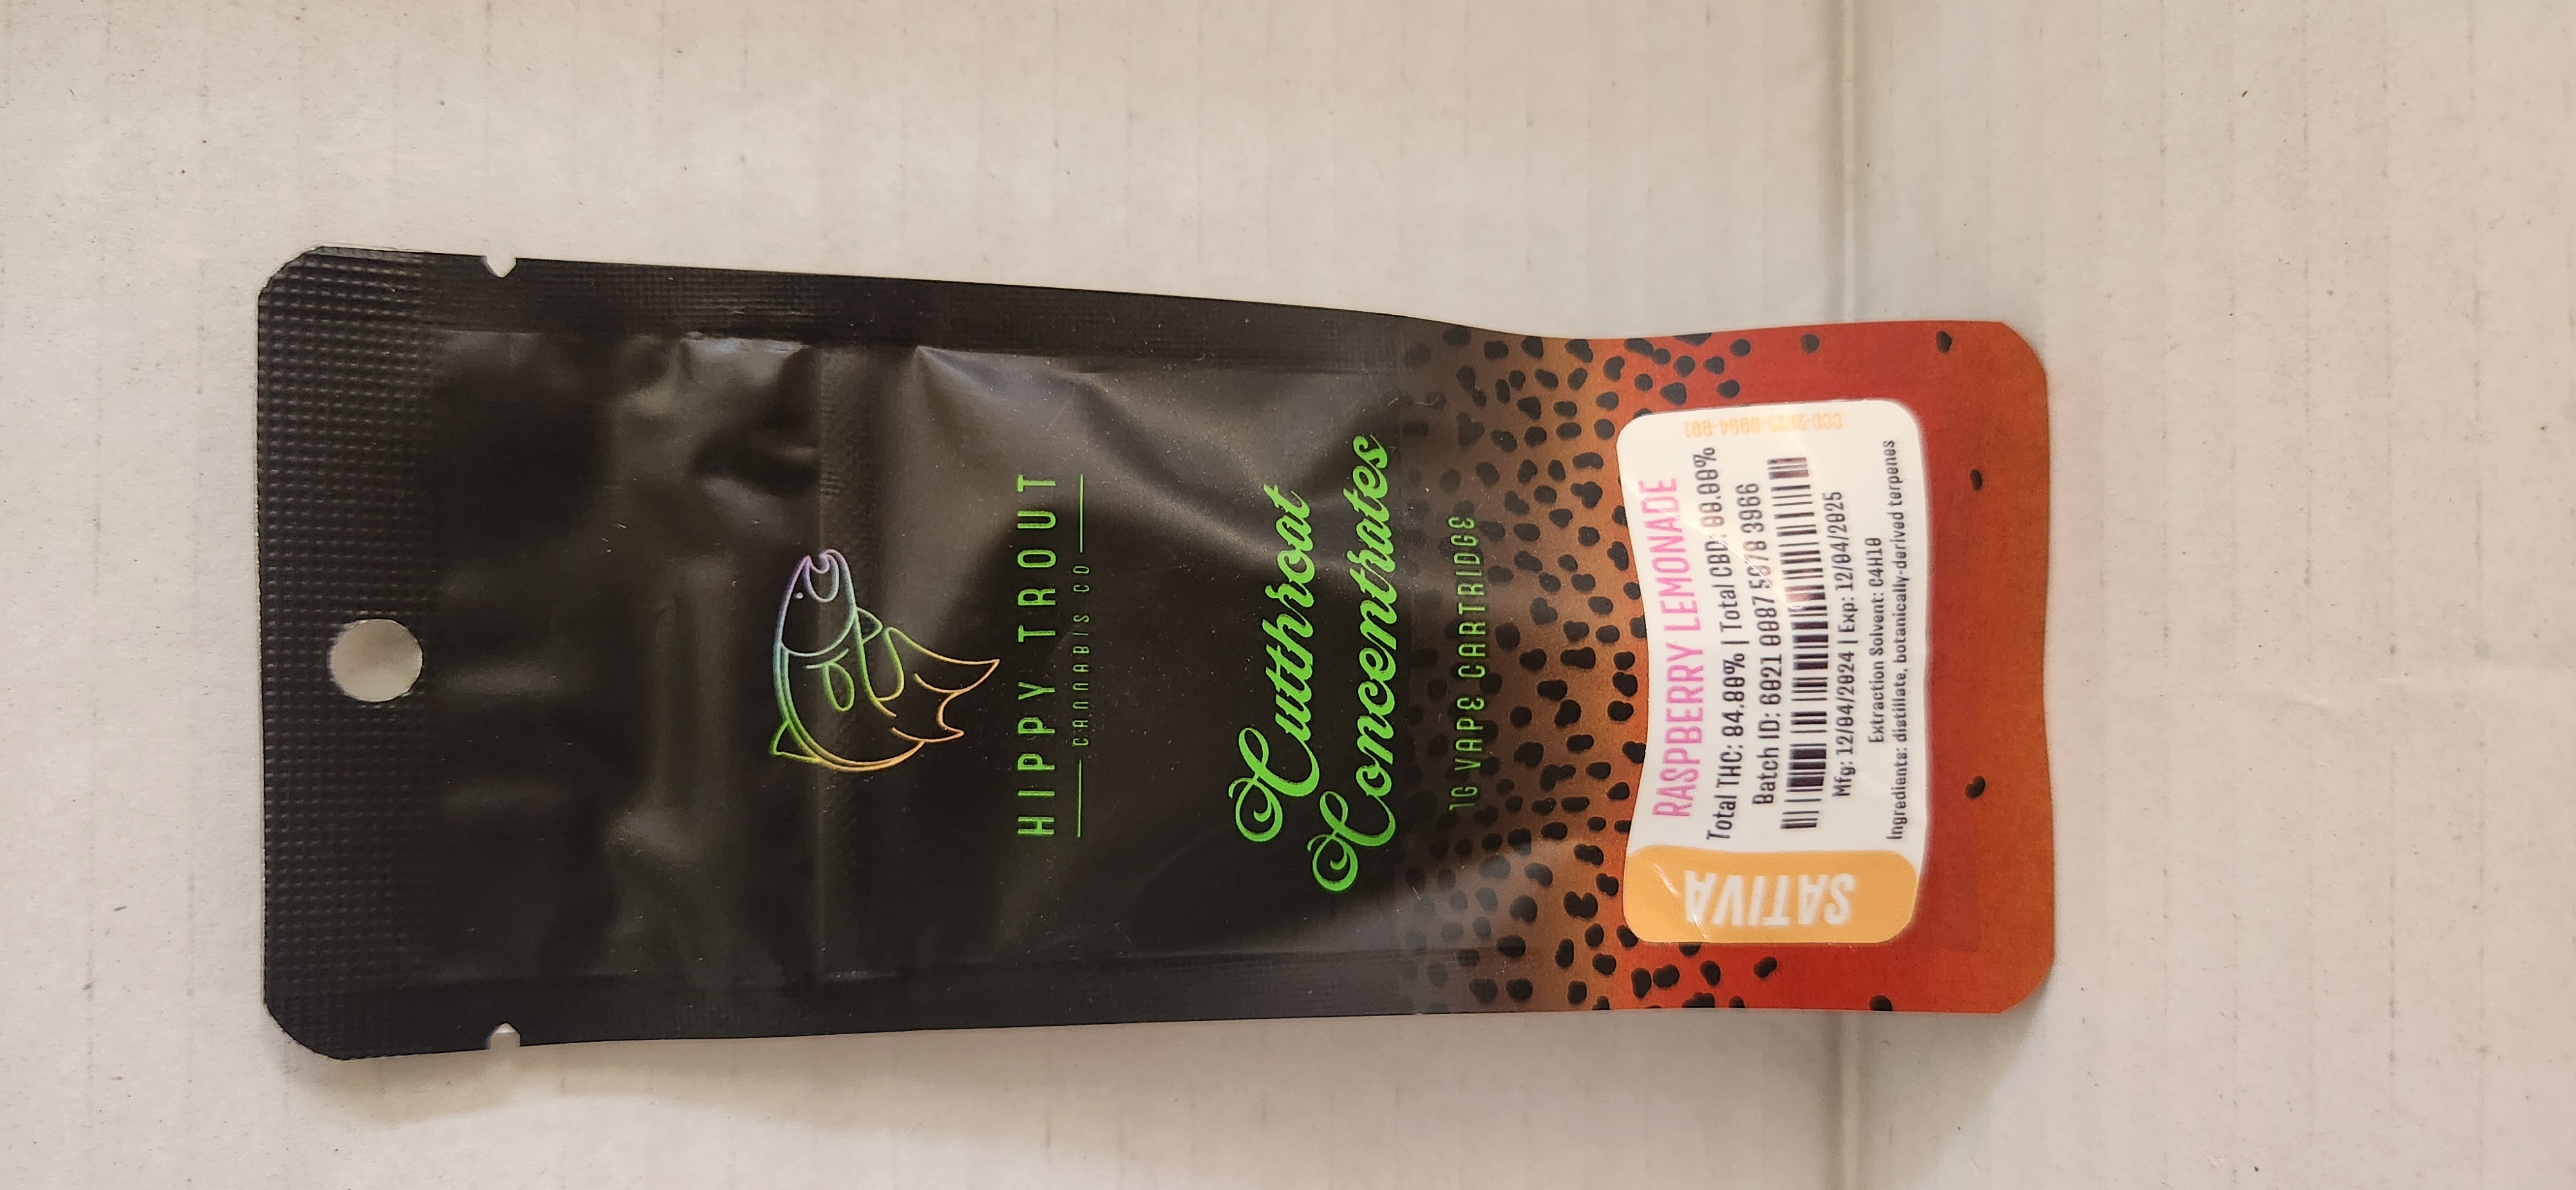 HIPPY TROUT
CANNABIS CO
Cutthroat
Concentrates
1G VAPE CARTRIDGE
SATIVA
RASPBERRY LEMONADE
Total THC: 84.80% | Total CBD: 00.00%
Batch ID: 6021 0087 5078 3966
Mfg: 12/04/2024 | Exp: 12/04/2025
Extraction Solvent: C4H10
Ingredients: distillate, botanically-derived terpenes